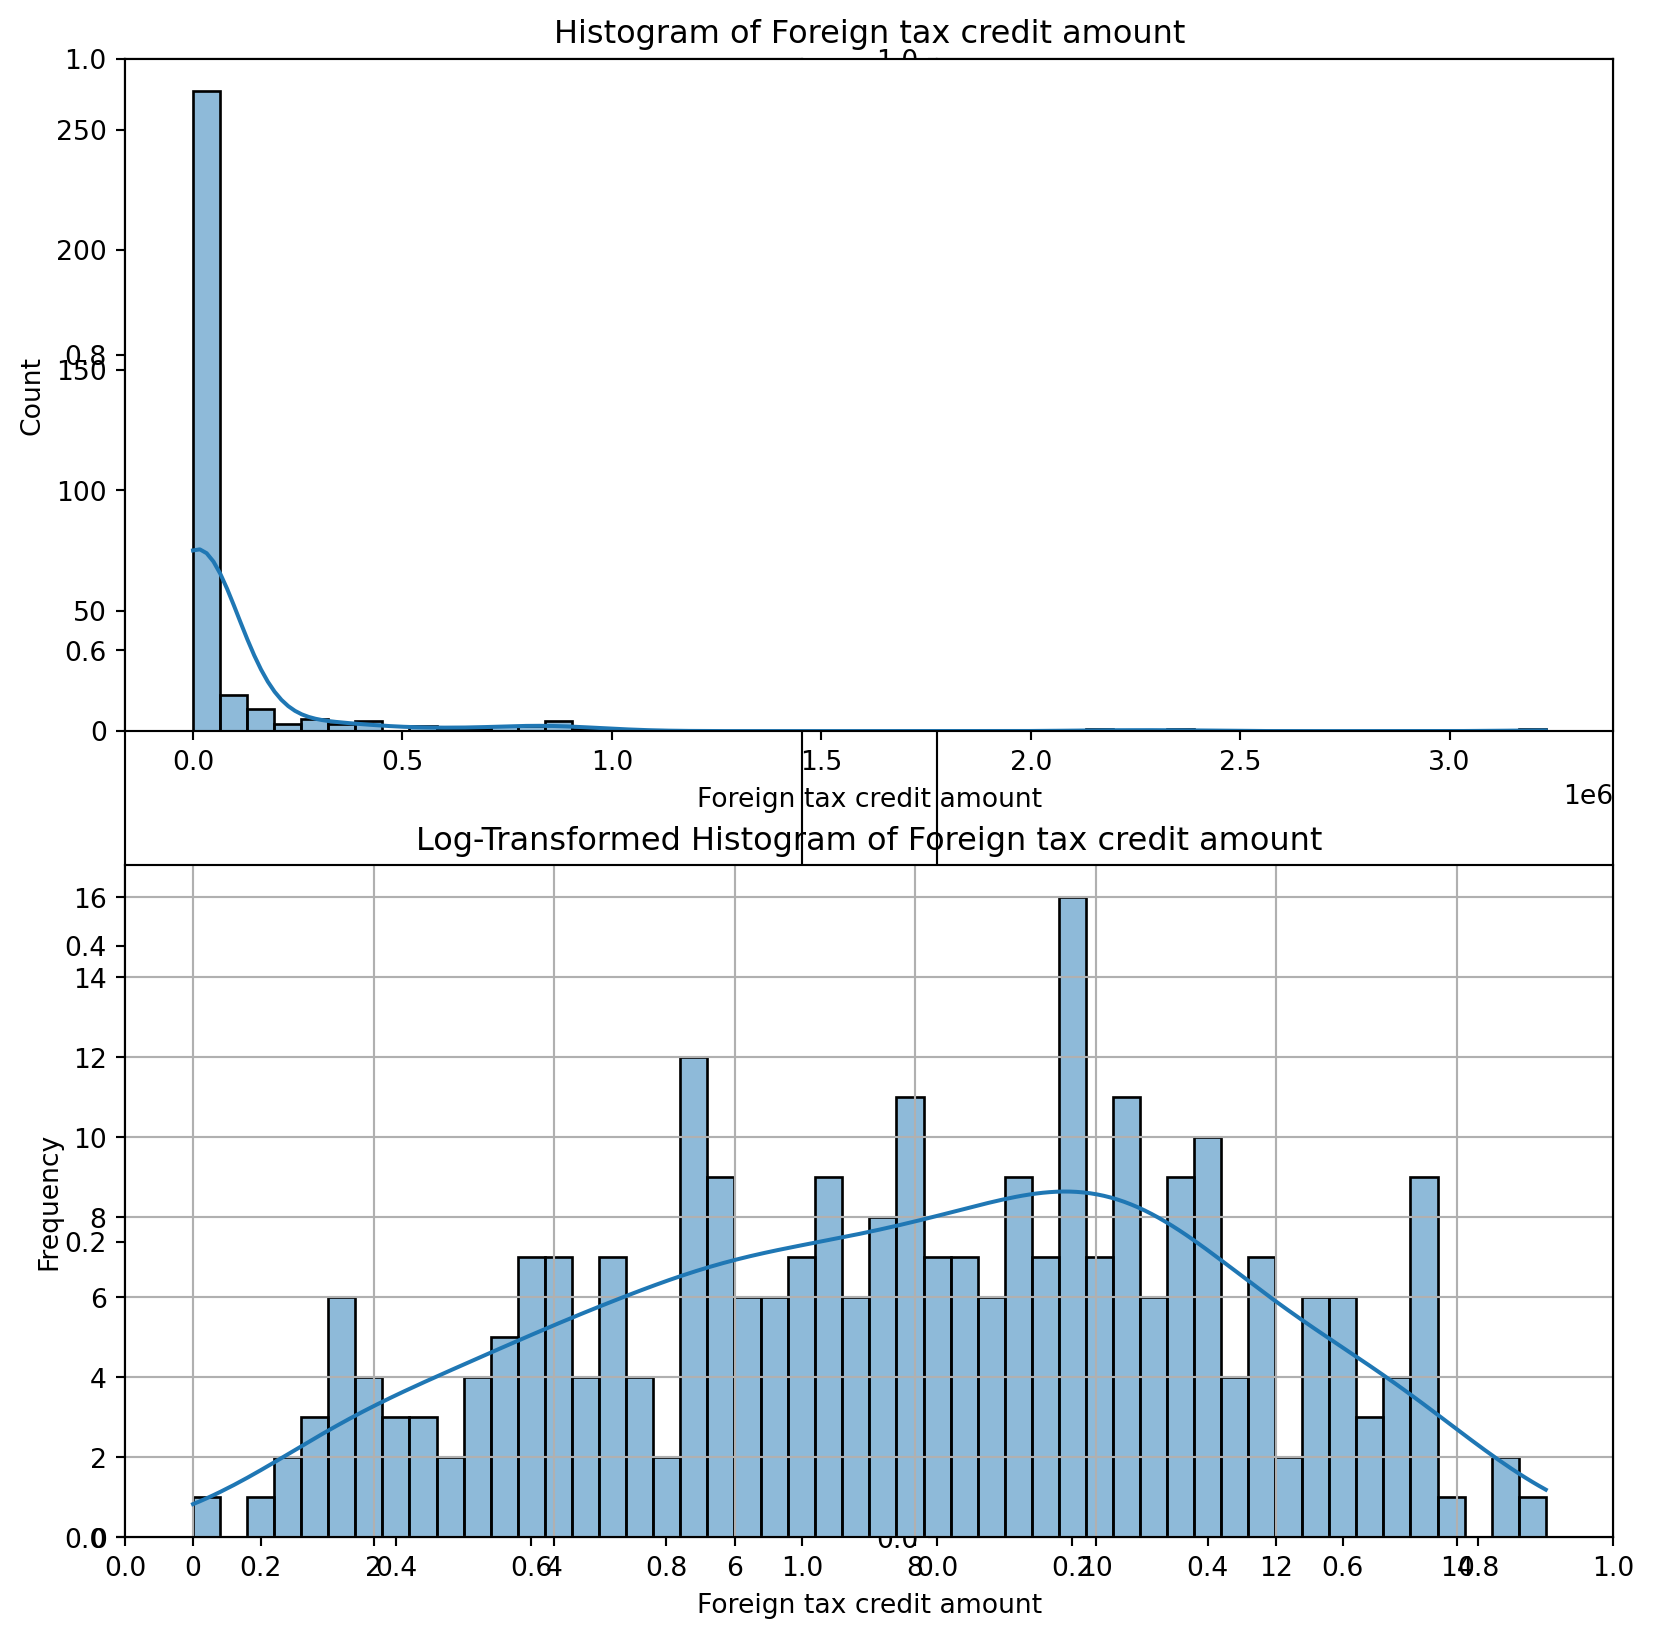 Histogram of Foreign tax credit amount
1.0
1.0
250
200
0.8
150
Count
100
50
0.6
0
0.0 0.5 1.0 1.5 2.0 2.5 3.0
Foreign tax credit amount
1e6
Log-Transformed Histogram of Foreign tax credit amount
16
0.4
14
12
10
Frequency
8
0.2
6
4
2
0.0
0
0.0
0.0 0 0.2 2 0.4 0.6 4 0.8 6 1.0 8 0.0 0.2 10 0.4 12 0.6 14 0.8 1.0
Foreign tax credit amount